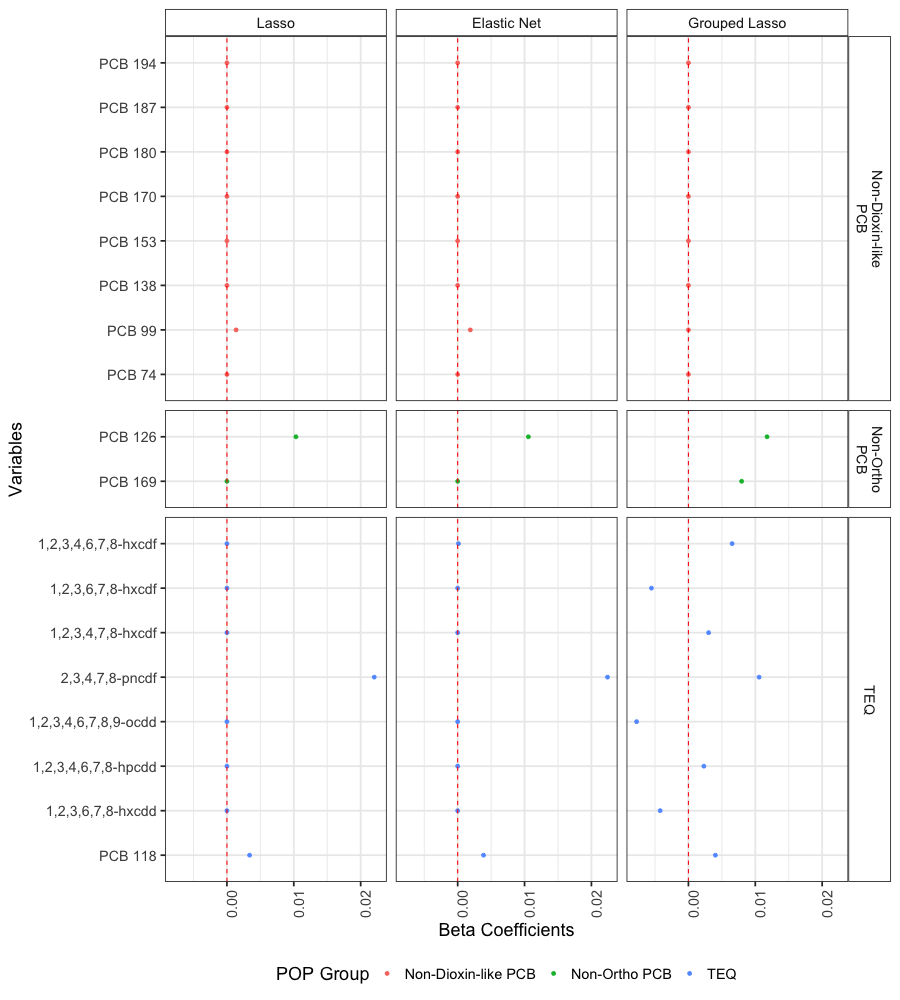 Lasso
Elastic Net
Grouped Lasso
PCB 194
PCB 187
PCB 180
PCB 170
PCB 153
PCB 138
PCB 99
PCB 74
Non-Dioxin-like
PCB
PCB 126
PCB 169
Non-Ortho
PCB
1,2,3,4,6,7,8-hxcdf
1,2,3,6,7,8-hxcdf
1,2,3,4,7,8-hxcdf
2,3,4,7,8-pncdf
1,2,3,4,6,7,8,9-ocdd
1,2,3,4,6,7,8-hpcdd
1,2,3,6,7,8-hxcdd
PCB 118
TEQ
Variables
0.00
0.01
0.02
0.00
0.01
0.02
0.00
0.01
0.02
Beta Coefficients
POP Group
Non-Dioxin-like PCB
Non-Ortho PCB
TEQ